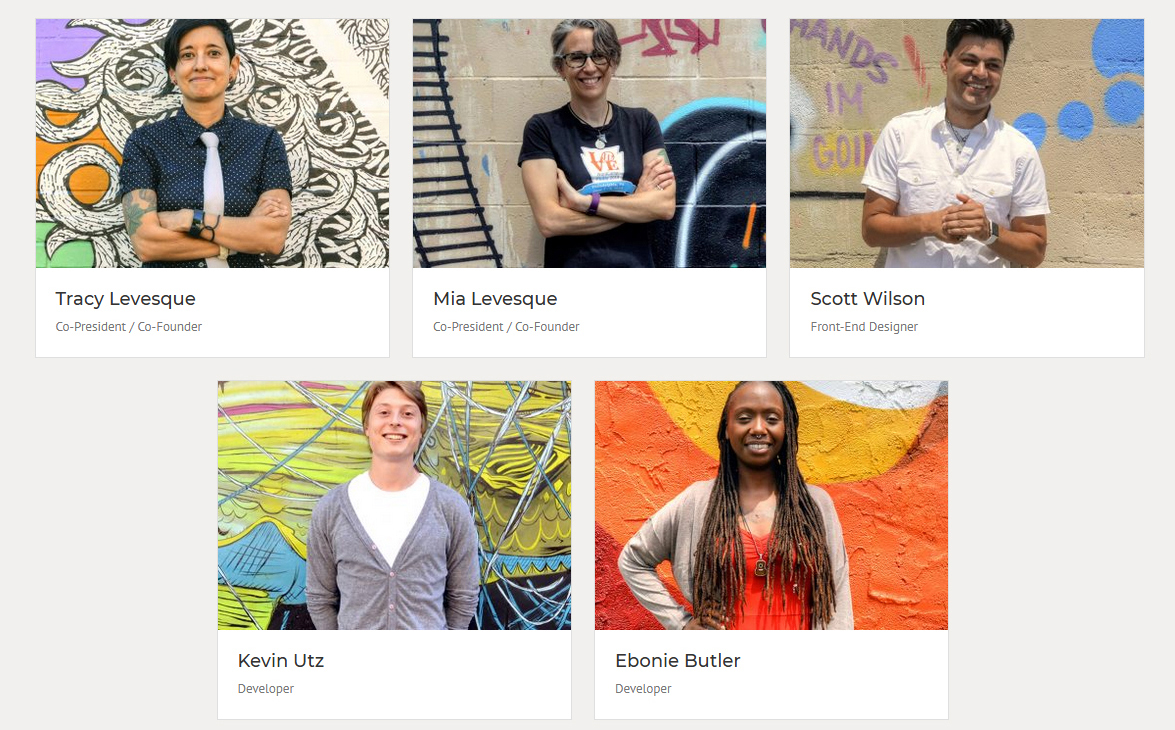 Tracy Levesque
Co-President / Co-Founder
Mia Levesque
Co-President / Co-Founder
HANDS
IM
GOIN
Scott Wilson
Front-End Designer
Kevin Utz
Developer
Ebonie Butler
Developer